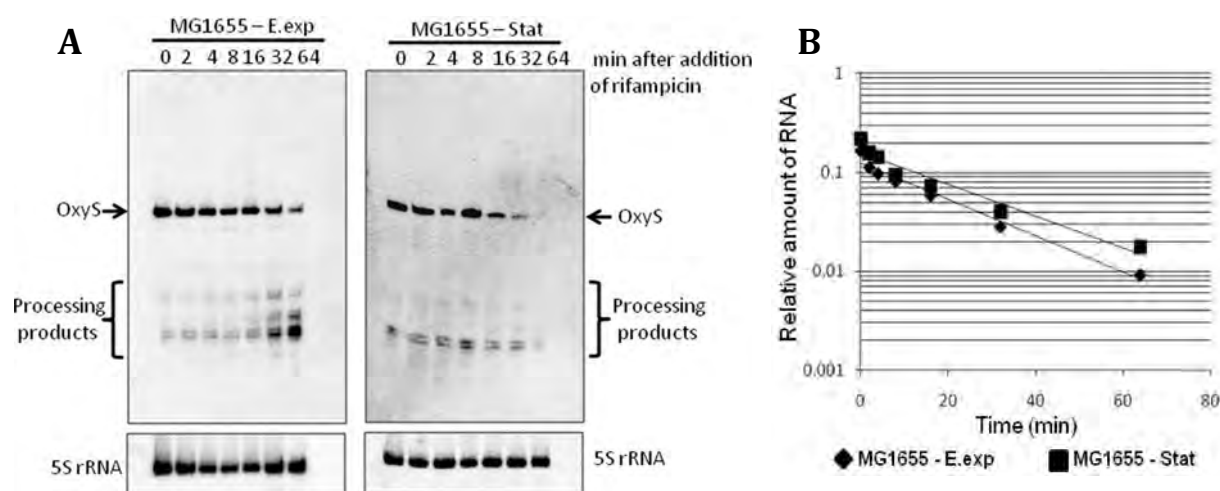 A
MG1655 – E.exp
0 2 4 8 16 32 64
MG1655 – Stat
0 2 4 8 16 32 64
min after addition
of rifampicin
OxyS
OxyS
Processing
products
Processing
products
5S rRNA
5S rRNA
B
Relative amount of RNA
1
0.1
0.01
0.001
0 20 40 60 80
Time (min)
MG1655 - E.exp MG1655 - Stat